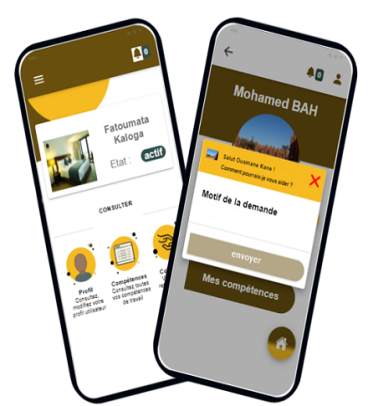 0
Fatoumata
Kaloga
Etat : actif
CONSULTER
Profil
Consultez,
modifiez votre
profil utilisateur
Compétences
Consultez toutes
vos compétences
de travail
Co
0
Mohamed BAH
Salut Ousmane Kane !
Comment pourrais-je vous aider ?
Motif de la demande
envoyer
Mes compétences